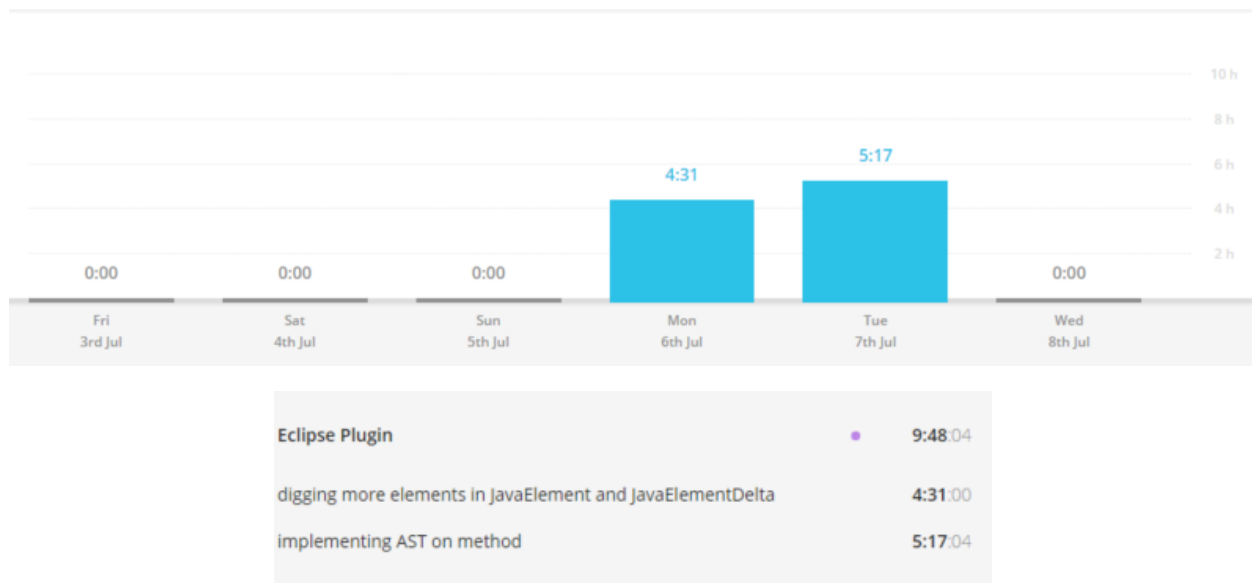 10 h
8 h
6 h
4 h
2 h
0:00 0:00 0:00 4:31 5:17 0:00
Fri Sat Sun Mon Tue Wed
3rd Jul 4th Jul 5th Jul 6th Jul 7th Jul 8th Jul
Eclipse Plugin 9:48:04
digging more elements in JavaElement and JavaElementDelta 4:31:00
implementing AST on method 5:17:04